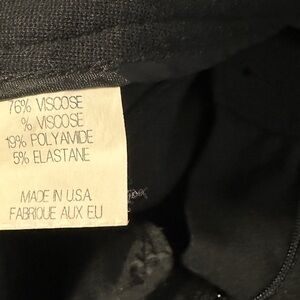 76% VISCOSE
% VISCOSE
19% POLYAMIDE
5% ELASTANE
MADE IN U.S.A.
FABRIQUE AUX EU